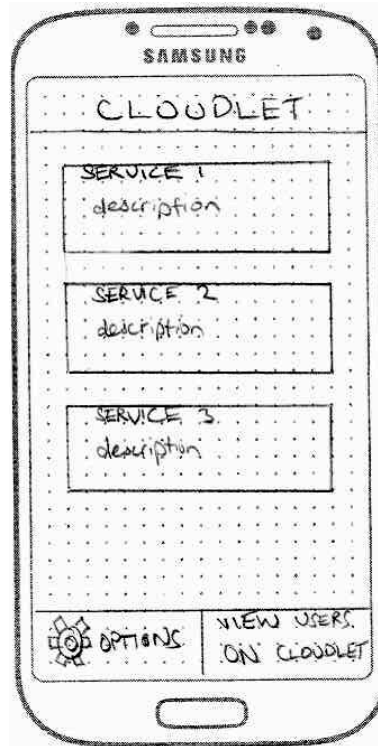 SAMSUNG
CLOUDLET
SERVICE 1
description
SERVICE 2
description
SERVICE 3
description
OPTIONS
VIEW USERS
ON CLOUDLET